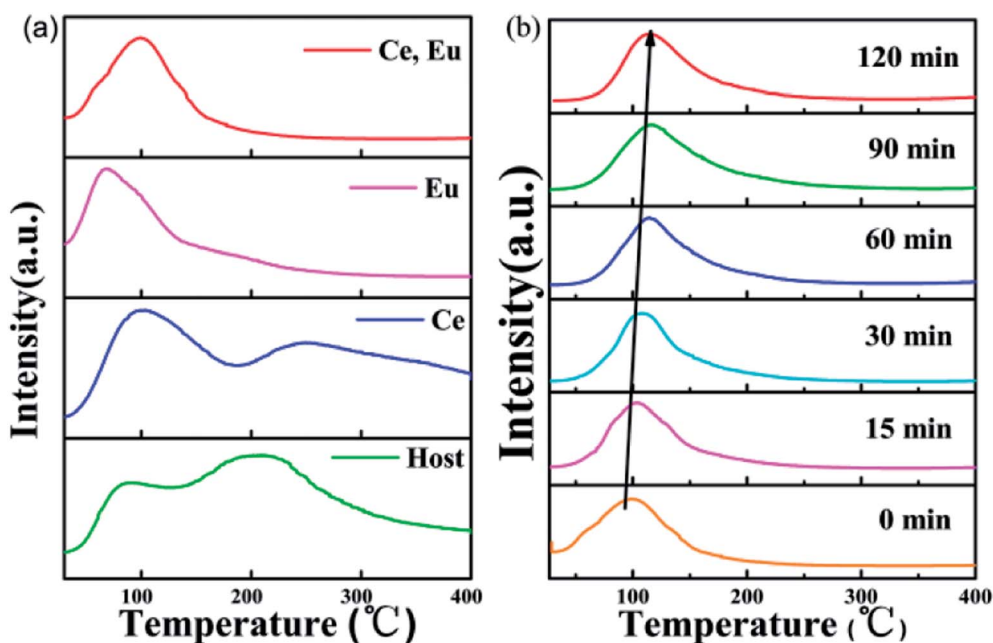 (a)
Ce, Eu
Eu
Ce
Host
Intensity(a.u.)
100 200 300 400
Temperature (℃)
(b)
120 min
90 min
60 min
30 min
15 min
0 min
Intensity(a.u.)
100 200 300 400
Temperature (℃)